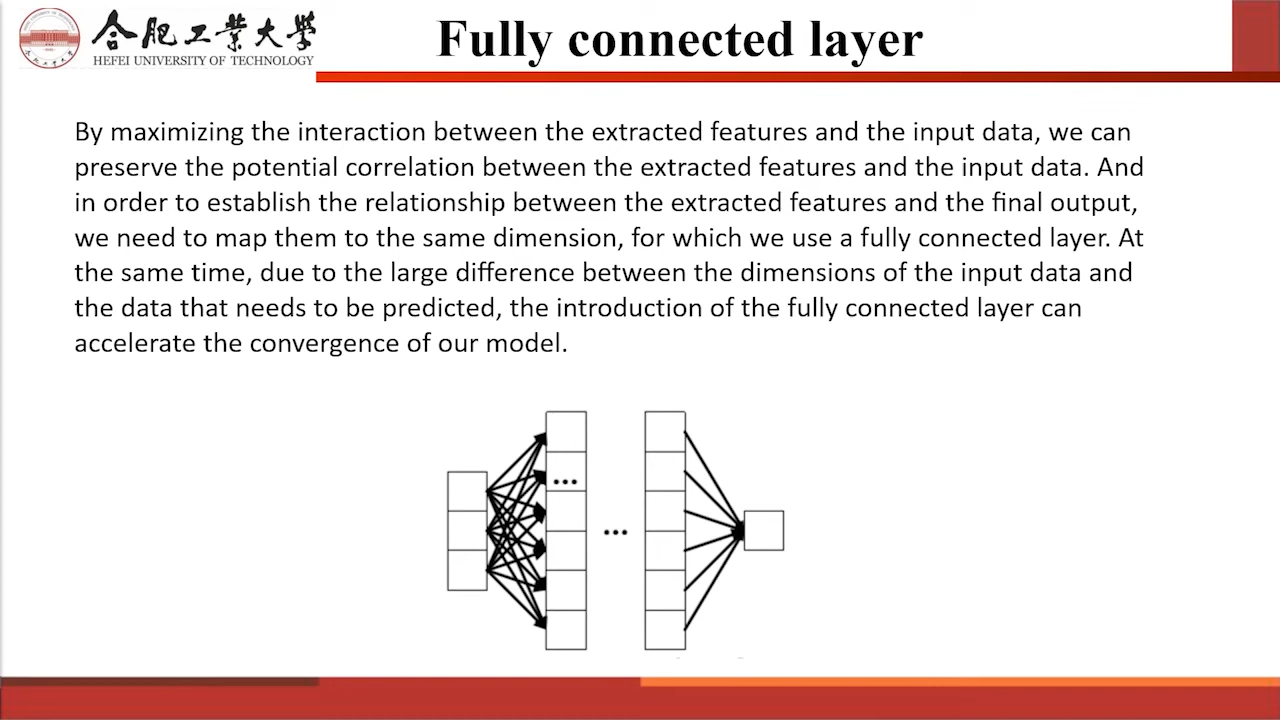 合肥工业大学
HEFEI UNIVERSITY OF TECHNOLOGY
Fully connected layer
By maximizing the interaction between the extracted features and the input data, we can
preserve the potential correlation between the extracted features and the input data. And
in order to establish the relationship between the extracted features and the final output,
we need to map them to the same dimension, for which we use a fully connected layer. At
the same time, due to the large difference between the dimensions of the input data and
the data that needs to be predicted, the introduction of the fully connected layer can
accelerate the convergence of our model.
...
...